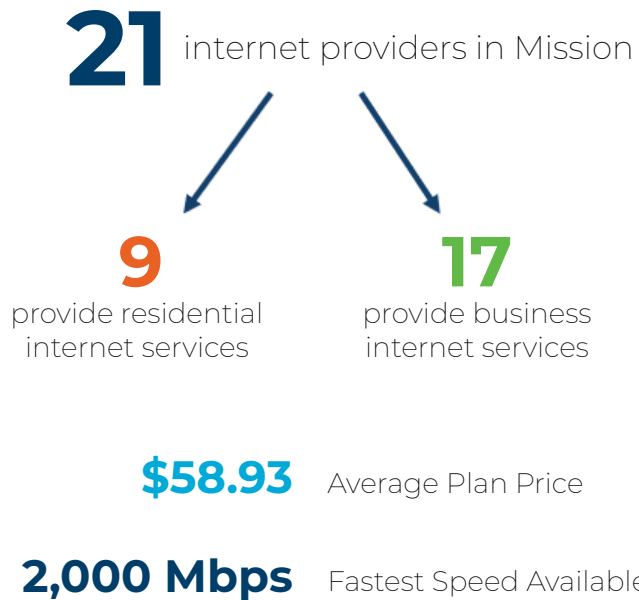 21 internet providers in Mission
9
provide residential
internet services
17
provide business
internet services
$58.93 Average Plan Price
2,000 Mbps Fastest Speed Available